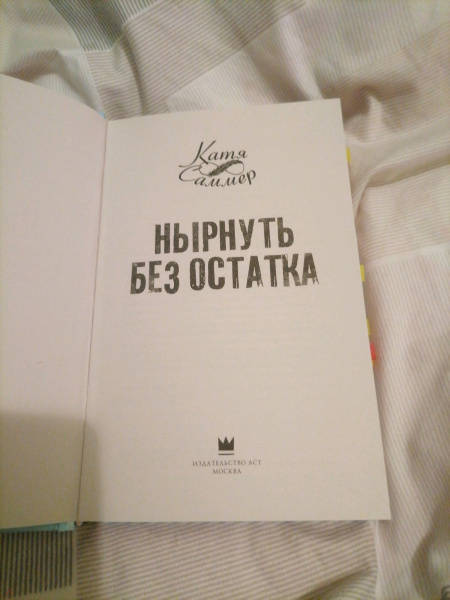 Катя
Саммер
НЫРНУТЬ
БЕЗ ОСТАТКА
ИЗДАТЕЛЬСТВО АСТ
МОСКВА